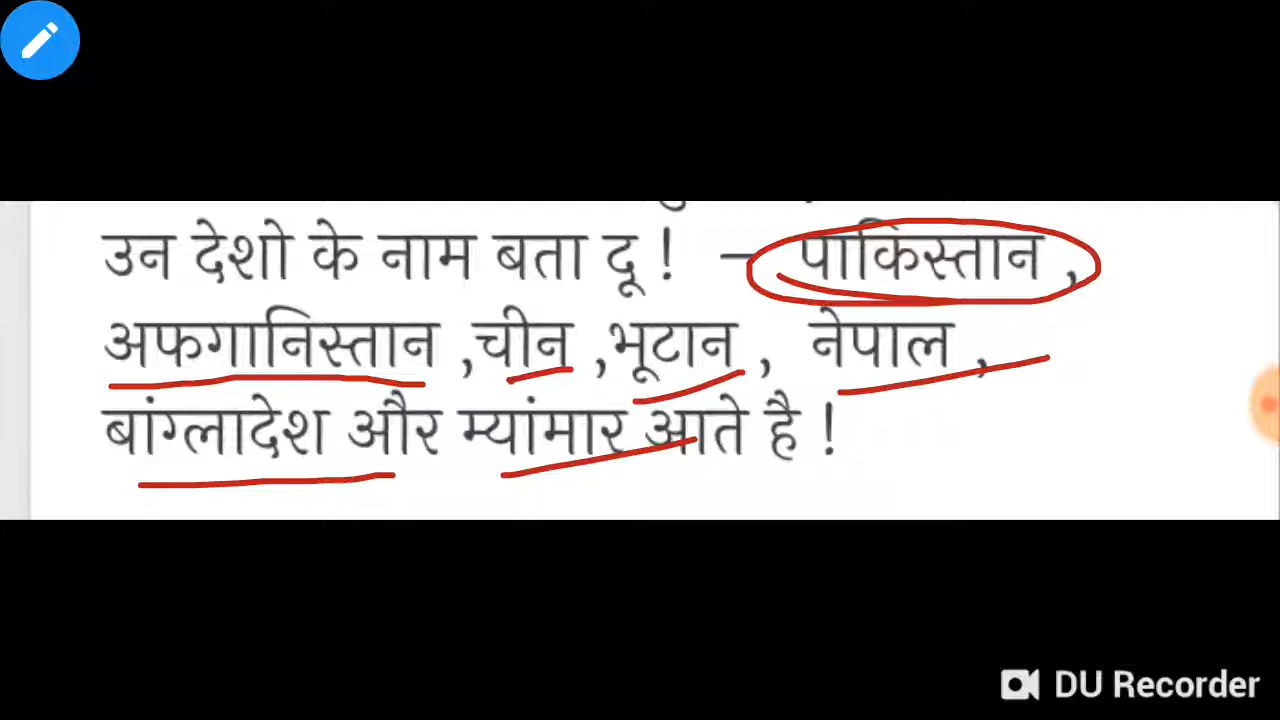 उन देशो के नाम बता दू ! – पाकिस्तान ,
अफगानिस्तान ,चीन ,भूटान , नेपाल ,
बांग्लादेश और म्यांमार आते है !
DU Recorder